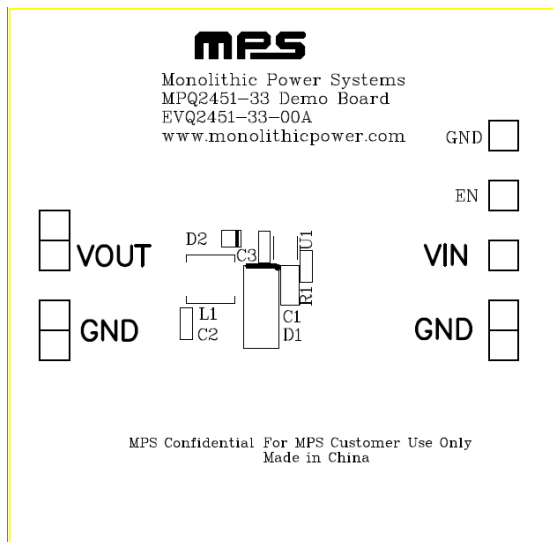 MPS
Monolithic Power Systems
MPQ2451-33 Demo Board
EVQ2451-33-00A
www.monolithicpower.com
GND
EN
VIN
GND
VOUT
GND
D2
C3
U1
R1
L1
C1
C2
D1
MPS Confidential For MPS Customer Use Only
Made in China